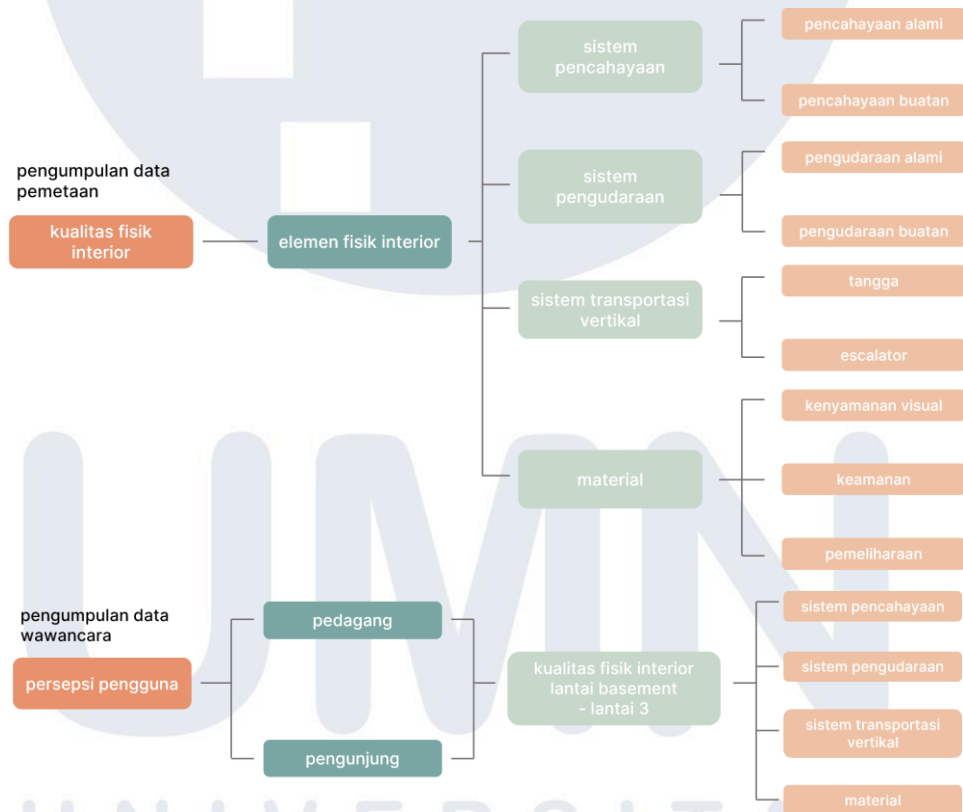 pengumpulan data
pemetaan
kualitas fisik
interior
elemen fisik interior
sistem
pencahayaan
pencahayaan alami
pencahayaan buatan
sistem
pengudaraan
pengudaraan alami
pengudaraan buatan
sistem transportasi
vertikal
tangga
escalator
material
kenyamanan visual
keamanan
pemeliharaan
pengumpulan data
wawancara
persepsi pengguna
pedagang
pengunjung
kualitas fisik interior
lantai basement
- lantai 3
sistem pencahayaan
sistem pengudaraan
sistem transportasi
vertikal
material
UMN